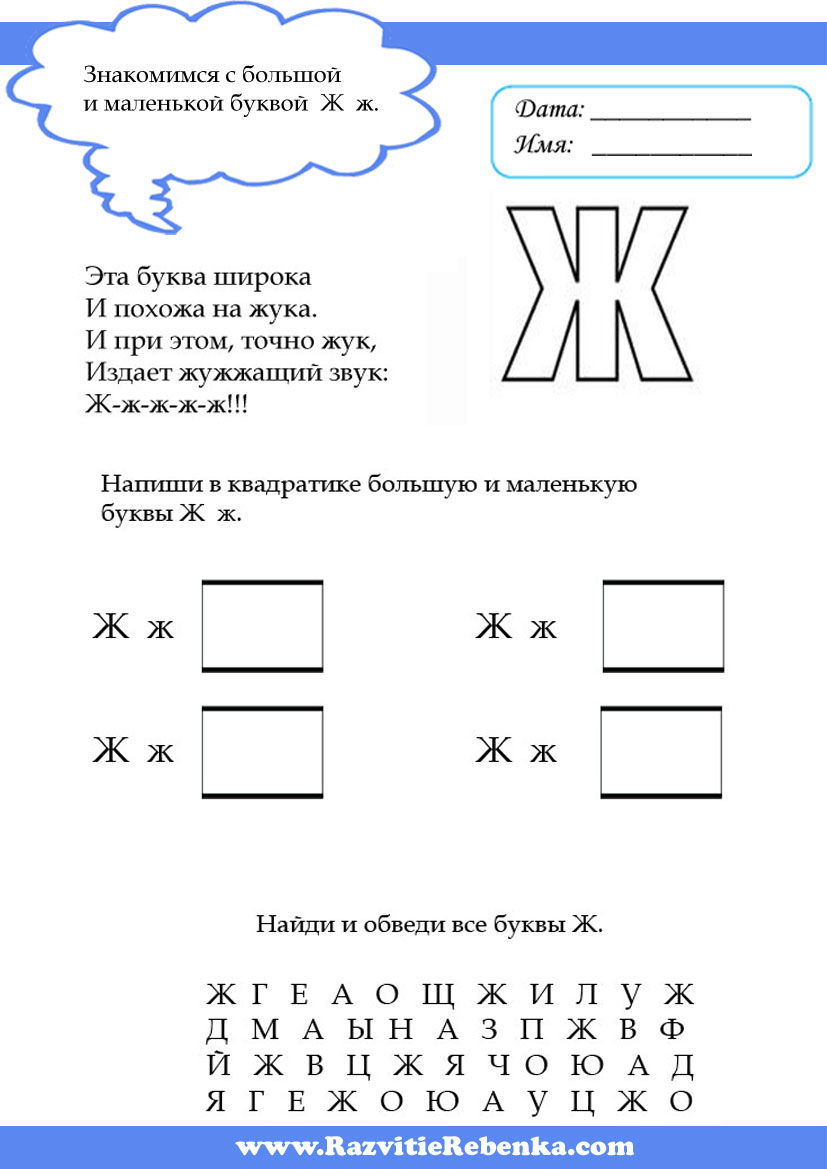 Знакомимся с большой
и маленькой буквой Ж ж.
Дата: ____________
Имя: ____________
Ж
Эта буква широка
И похожа на жука.
И при этом, точно жук,
Издает жужжащий звук:
Ж-ж-ж-ж-ж!!!
Напиши в квадратике большую и маленькую
буквы Ж ж.
Ж ж
Ж ж
Ж ж
Ж ж
Найди и обведи все буквы Ж.
Ж Г Е А О Щ Ж И Л У Ж
Д М А Ы Н А З П Ж В Ф
Й Ж В Ц Ж Я Ч О Ю А Д
Я Г Е Ж О Ю А У Ц Ж О
www.RazvitieRebenka.com